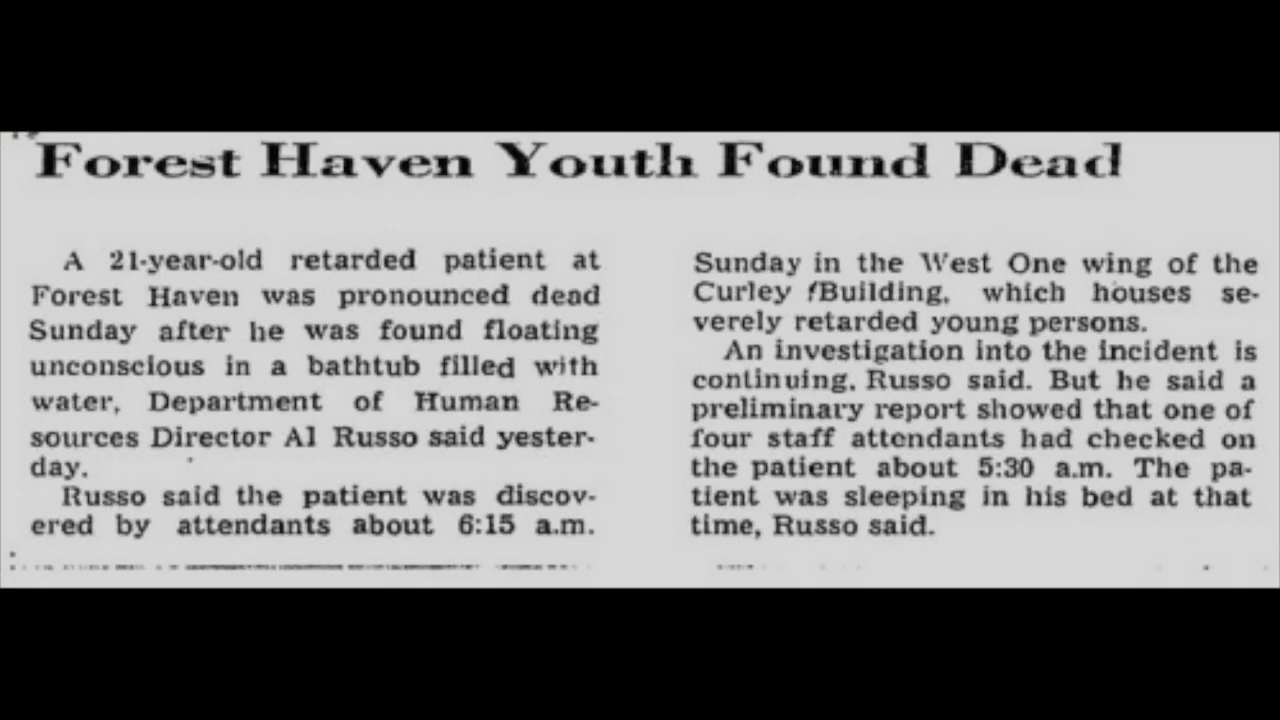 Forest Haven Youth Found Dead
A 21-year-old retarded patient at
Forest Haven was pronounced dead
Sunday after he was found floating
unconscious in a bathtub filled with
water, Department of Human Re-
sources Director Al Russo said yester-
day.
Russo said the patient was discov-
ered by attendants about 6:15 a.m.
Sunday in the West One wing of the
Curley Building, which houses se-
verely retarded young persons.
An investigation into the incident is
continuing, Russo said. But he said a
preliminary report showed that one of
four staff attendants had checked on
the patient about 5:30 a.m. The pa-
tient was sleeping in his bed at that
time, Russo said.